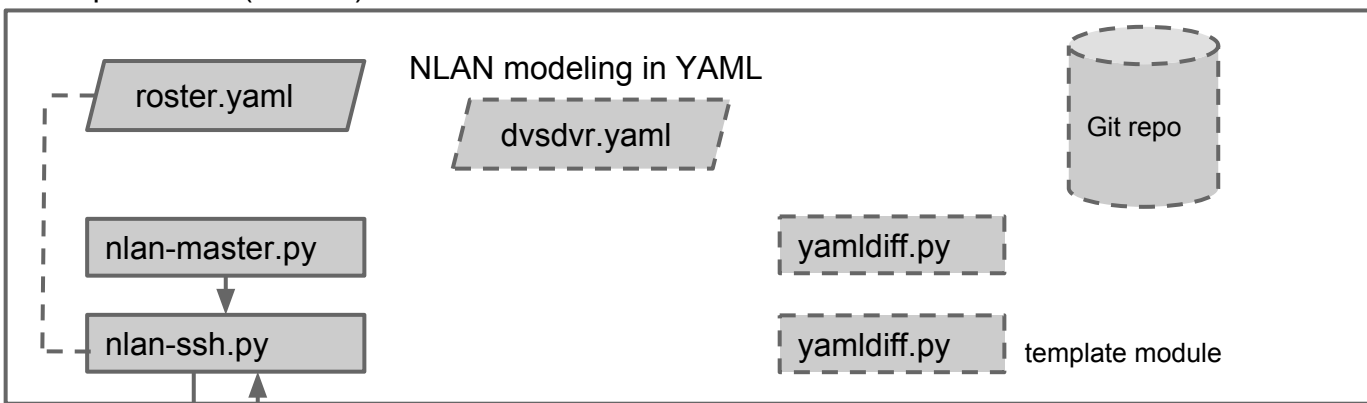 roster.yaml
NLAN modeling in YAML
dvsdvr.yaml
Git repo
nlan-master.py
yamldiff.py
nlan-ssh.py
yamldiff.py
template module